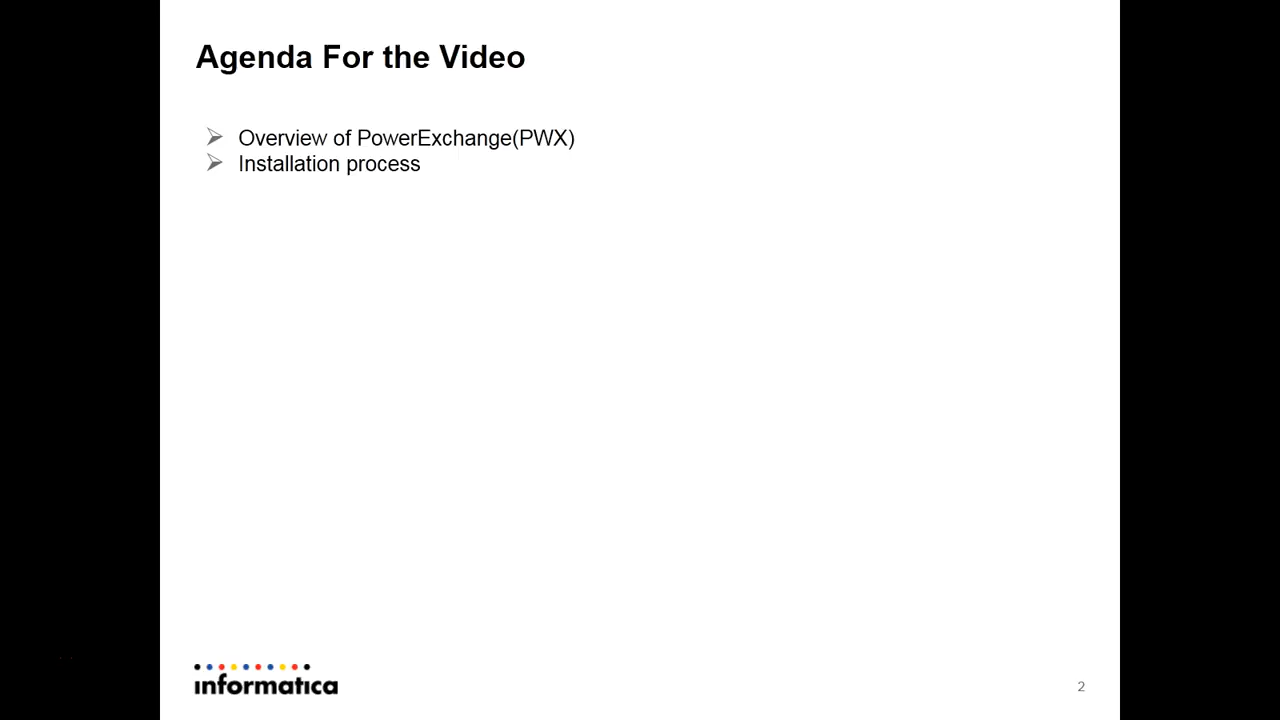 Agenda For the Video
Overview of PowerExchange(PWX)
Installation process
informatica
2